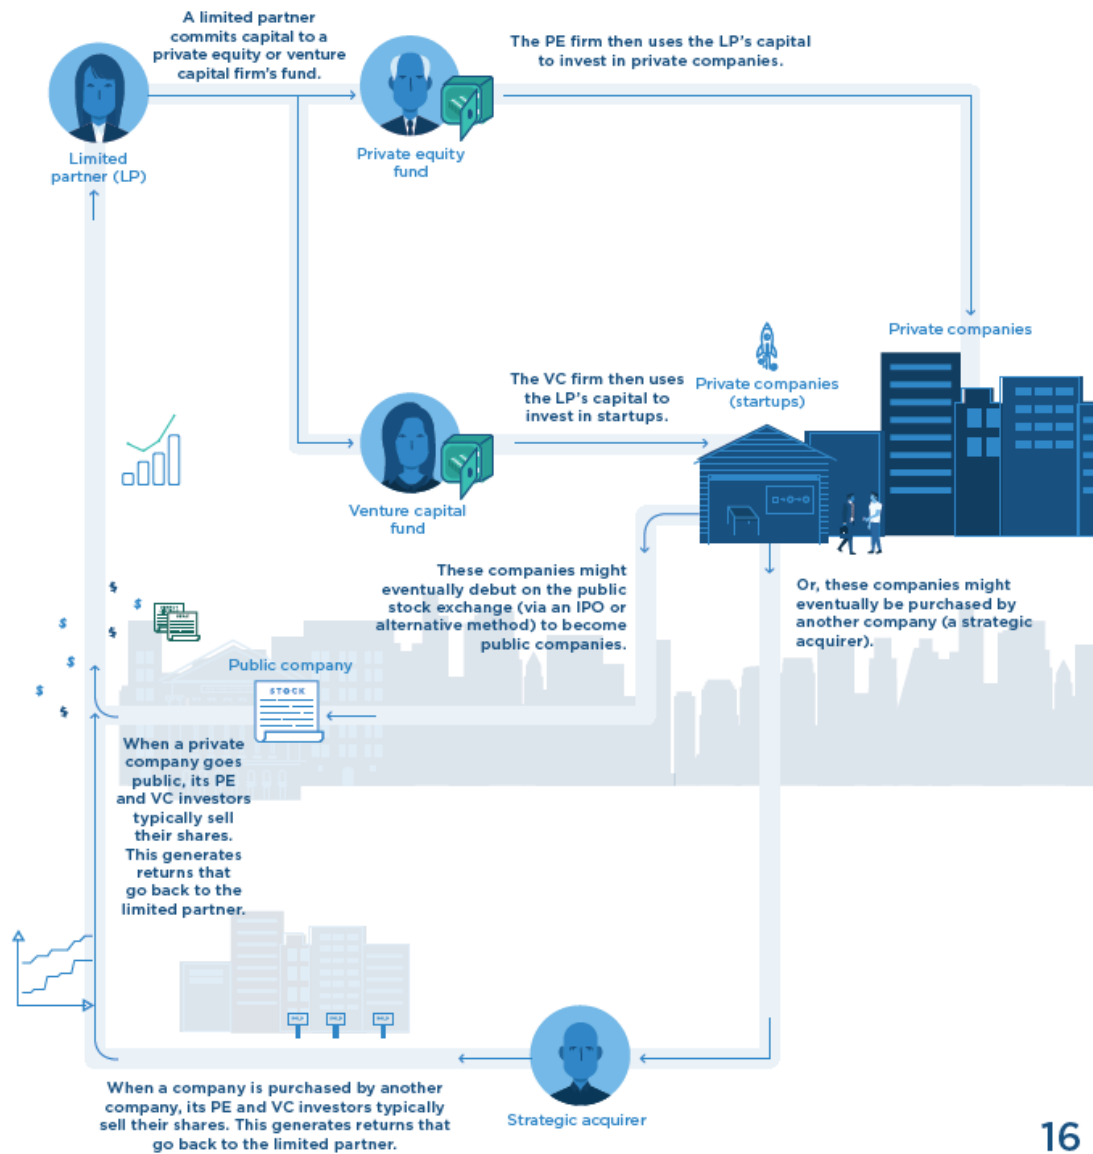 A limited partner
commits capital to a
private equity or venture
capital firm's fund.
The PE firm then uses the LP's capital
to invest in private companies.
Limited
partner (LP)
Private equity
fund
Private companies
The VC firm then uses
the LP's capital to
invest in startups.
Private companies
(startups)
Venture capital
fund
These companies might
eventually debut on the public
stock exchange (via an IPO or
alternative method) to become
public companies.
Or, these companies might
eventually be purchased by
another company (a strategic
acquirer).
Public company
STOCK
When a private
company goes
public, its PE
and VC investors
typically sell
their shares.
This generates
returns that
go back to the
limited partner.
When a company is purchased by another
company, its PE and VC investors typically
sell their shares. This generates returns that
go back to the limited partner.
Strategic acquirer
16